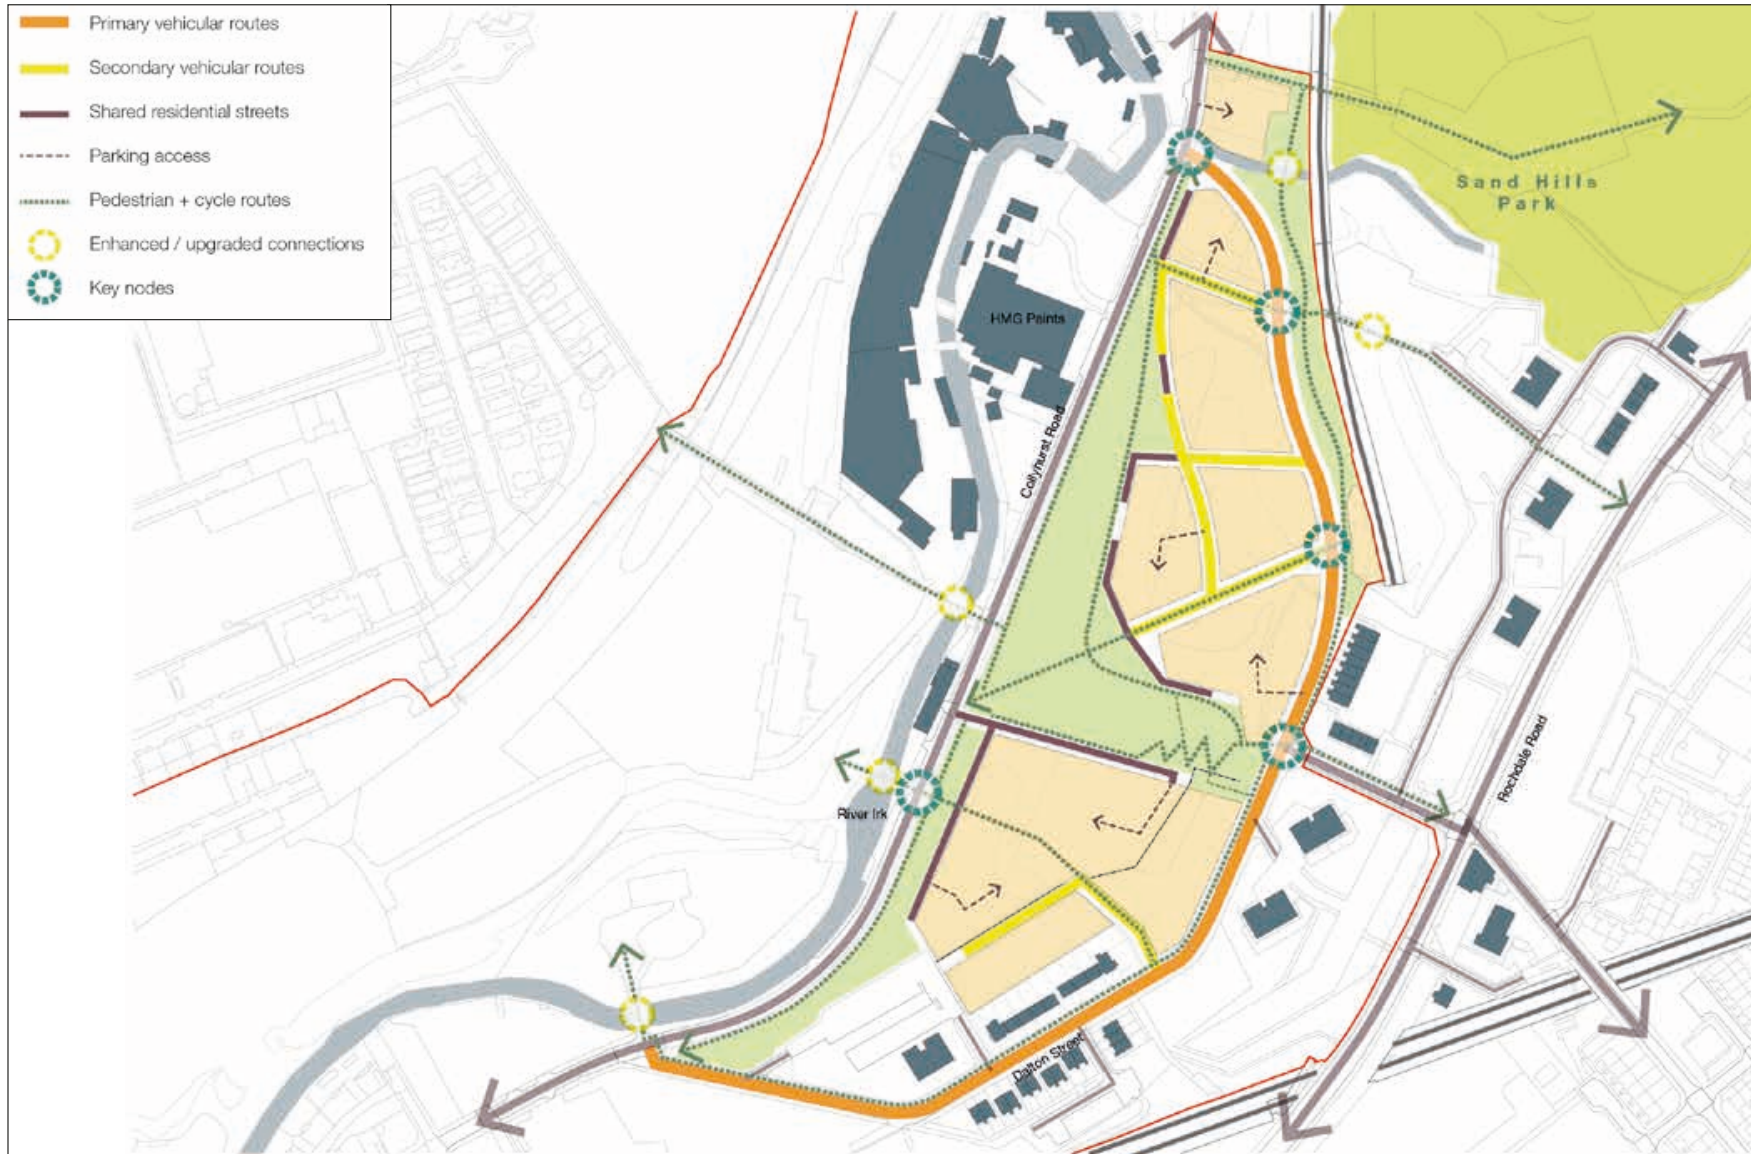 Primary vehicular routes
Secondary vehicular routes
Shared residential streets
Parking access
Pedestrian + cycle routes
Enhanced / upgraded connections
Key nodes
Sand Hills
Park
HMG Paints
Collyhurst Road
River Irk
Rochdale Road
Dalton Street